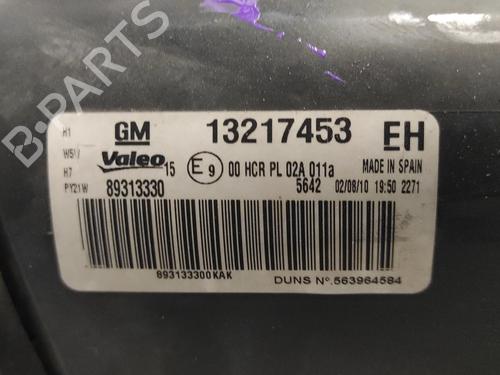 B-PARTS
H1 GM 13217453 EH
W5W Valeo 15 E9 00 HCR PL 02A 011a MADE IN SPAIN
H7
PY21W 89313330 5642 02/08/10 19:50 2271
893133300KAK
DUNS Nº.563964584